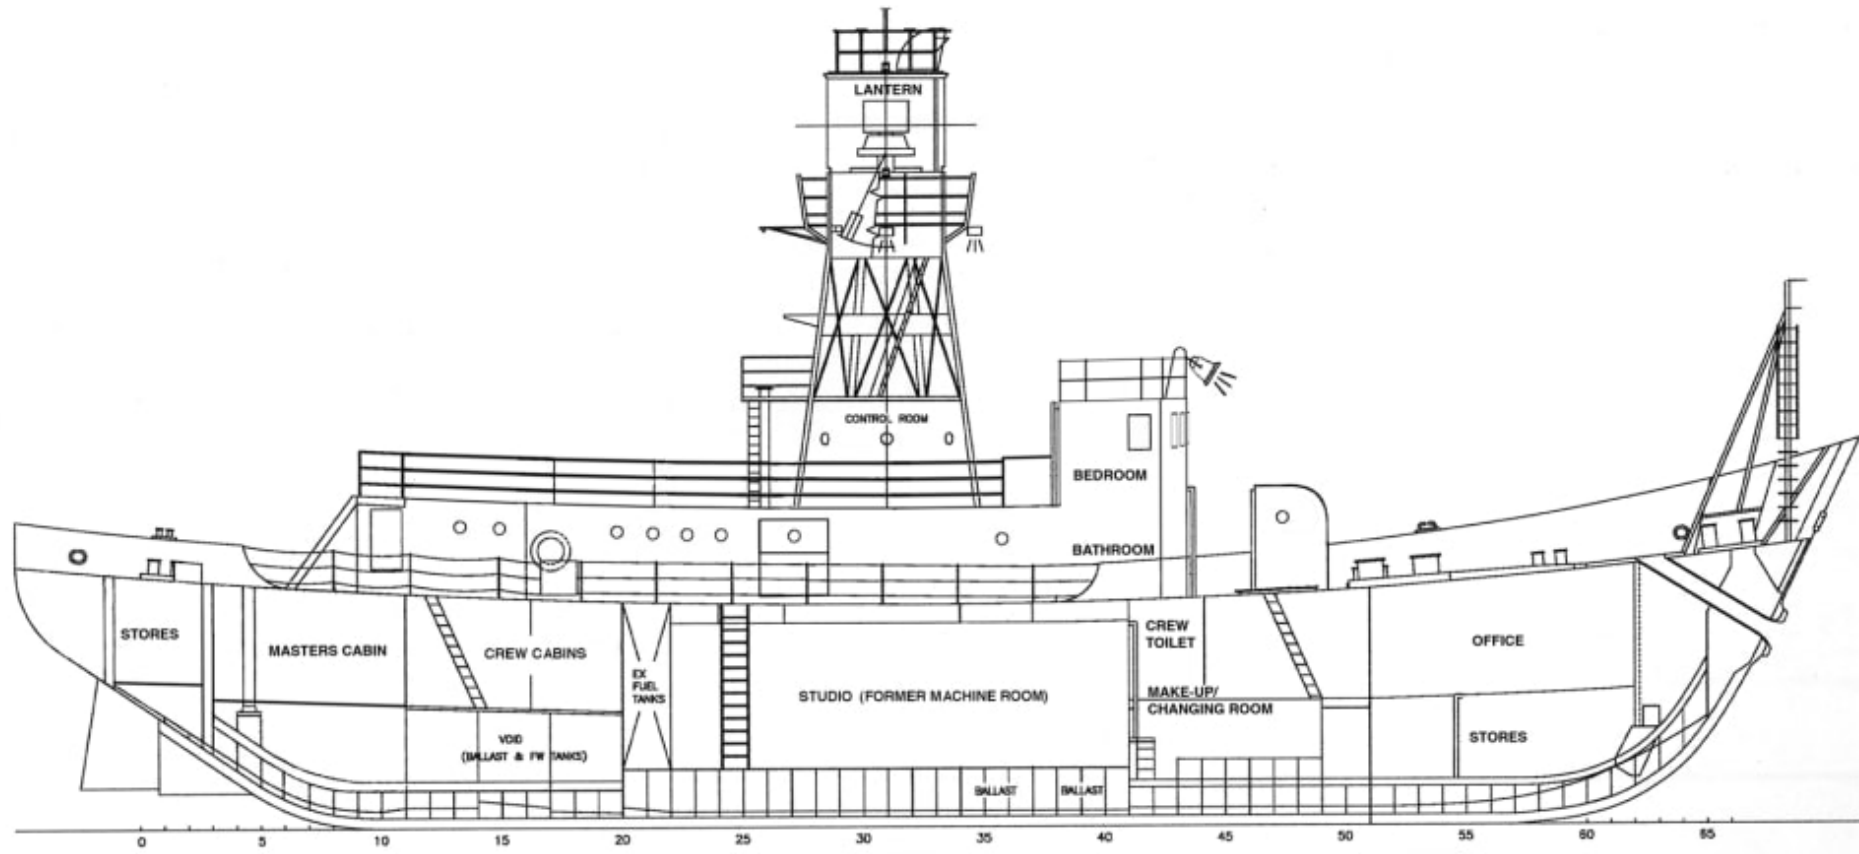 LANTERN
CONTROL ROOM
BEDROOM
BATHROOM
STORES
MASTERS CABIN
CREW CABINS
EX
FUEL
TANKS
STUDIO (FORMER MACHINE ROOM)
CREW
TOILET
MAKE-UP/
CHANGING ROOM
OFFICE
STORES
VOID
(BALLAST & FW TANKS)
BALLAST
BALLAST
0 5 10 15 20 25 30 35 40 45 50 55 60 65